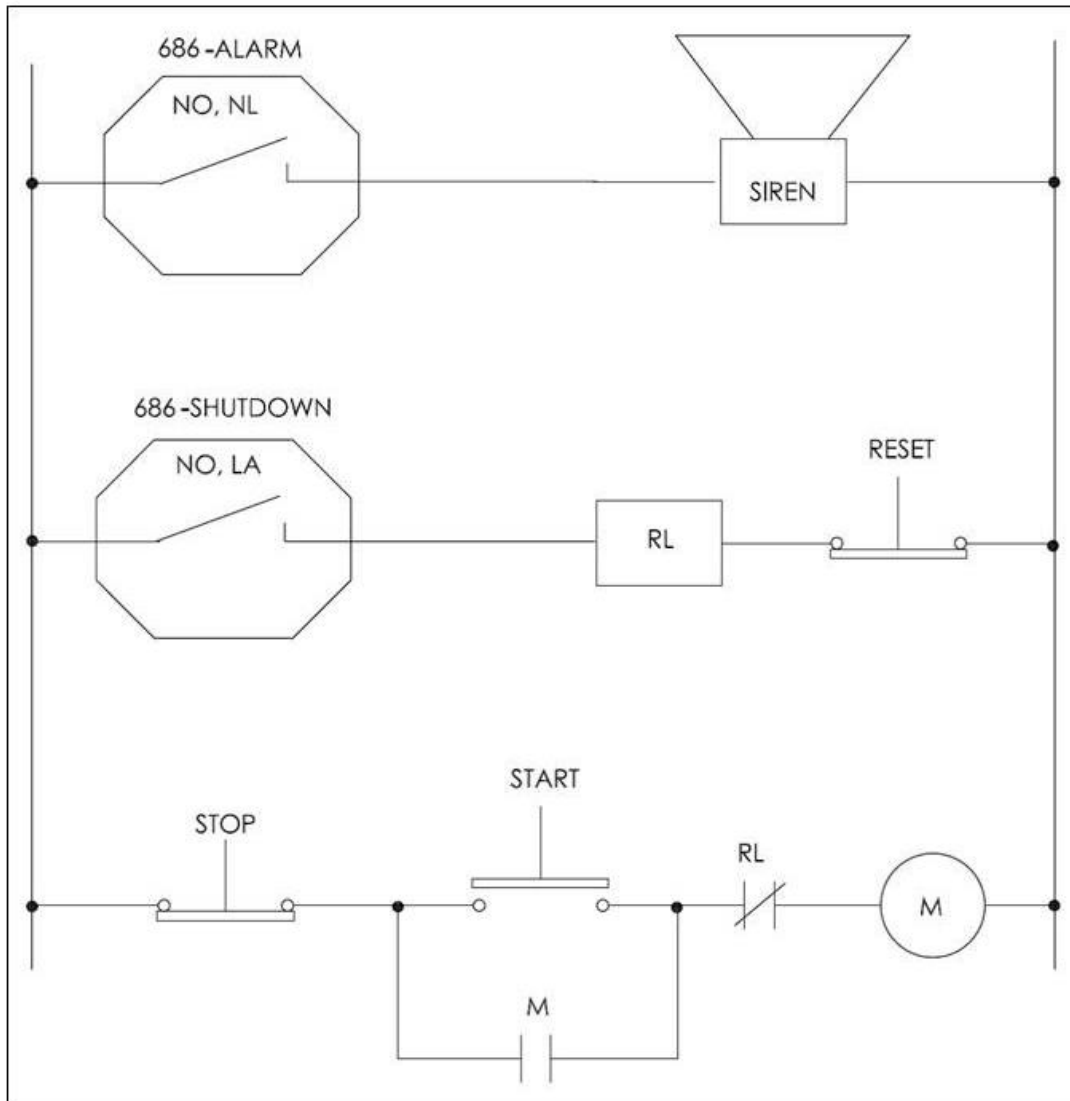 686-ALARM
NO, NL
SIREN
686-SHUTDOWN
NO, LA
RESET
RL
START
STOP
RL
M
M